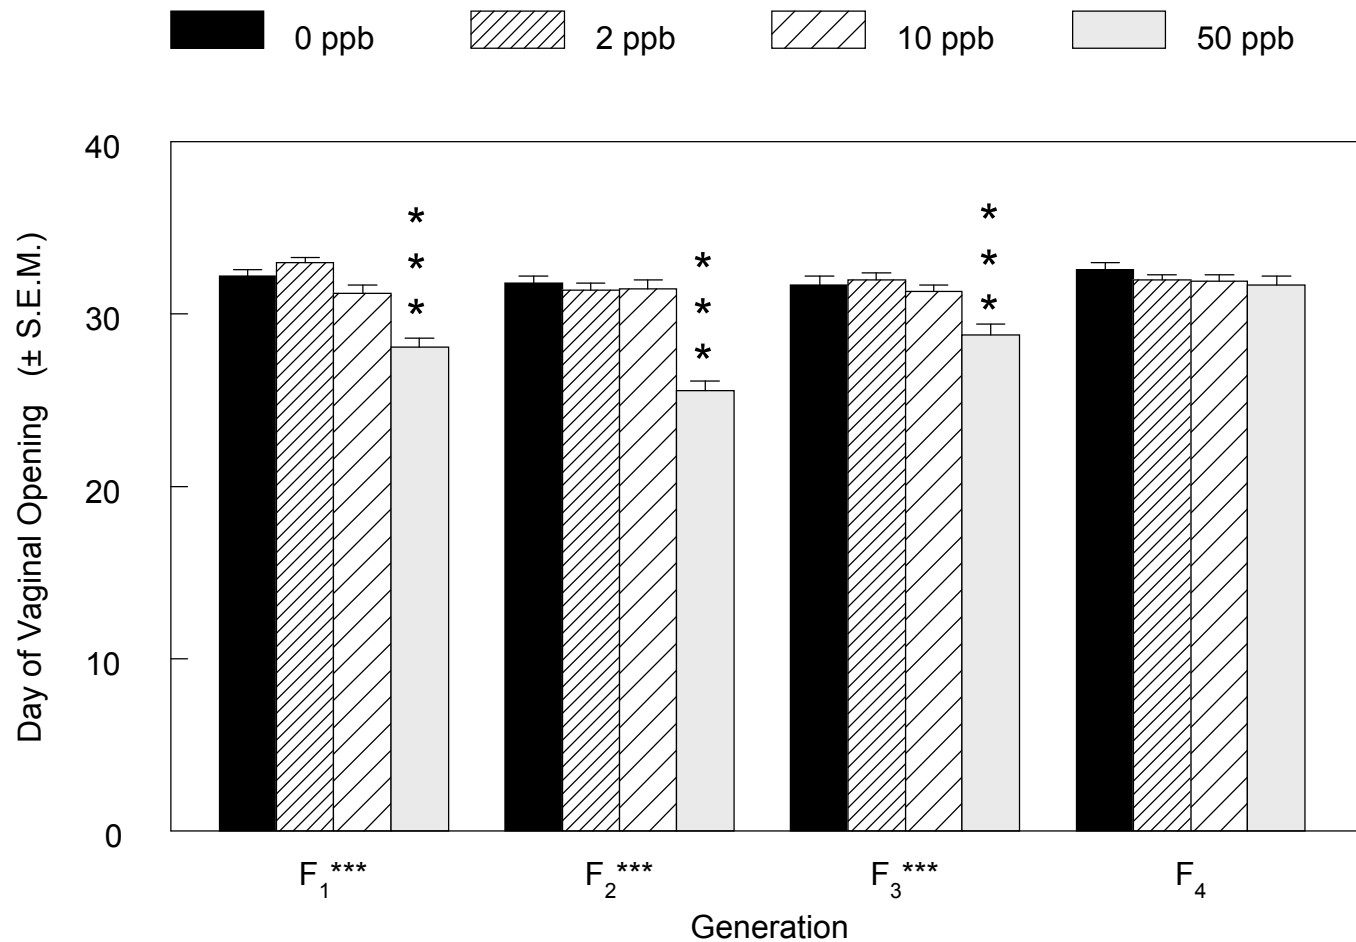 0 ppb 2 ppb 10 ppb 50 ppb
40
30
20
10
0
Day of Vaginal Opening (± S.E.M.)
* * *
* * *
* * *
F1*** F2*** F3*** F4
Generation